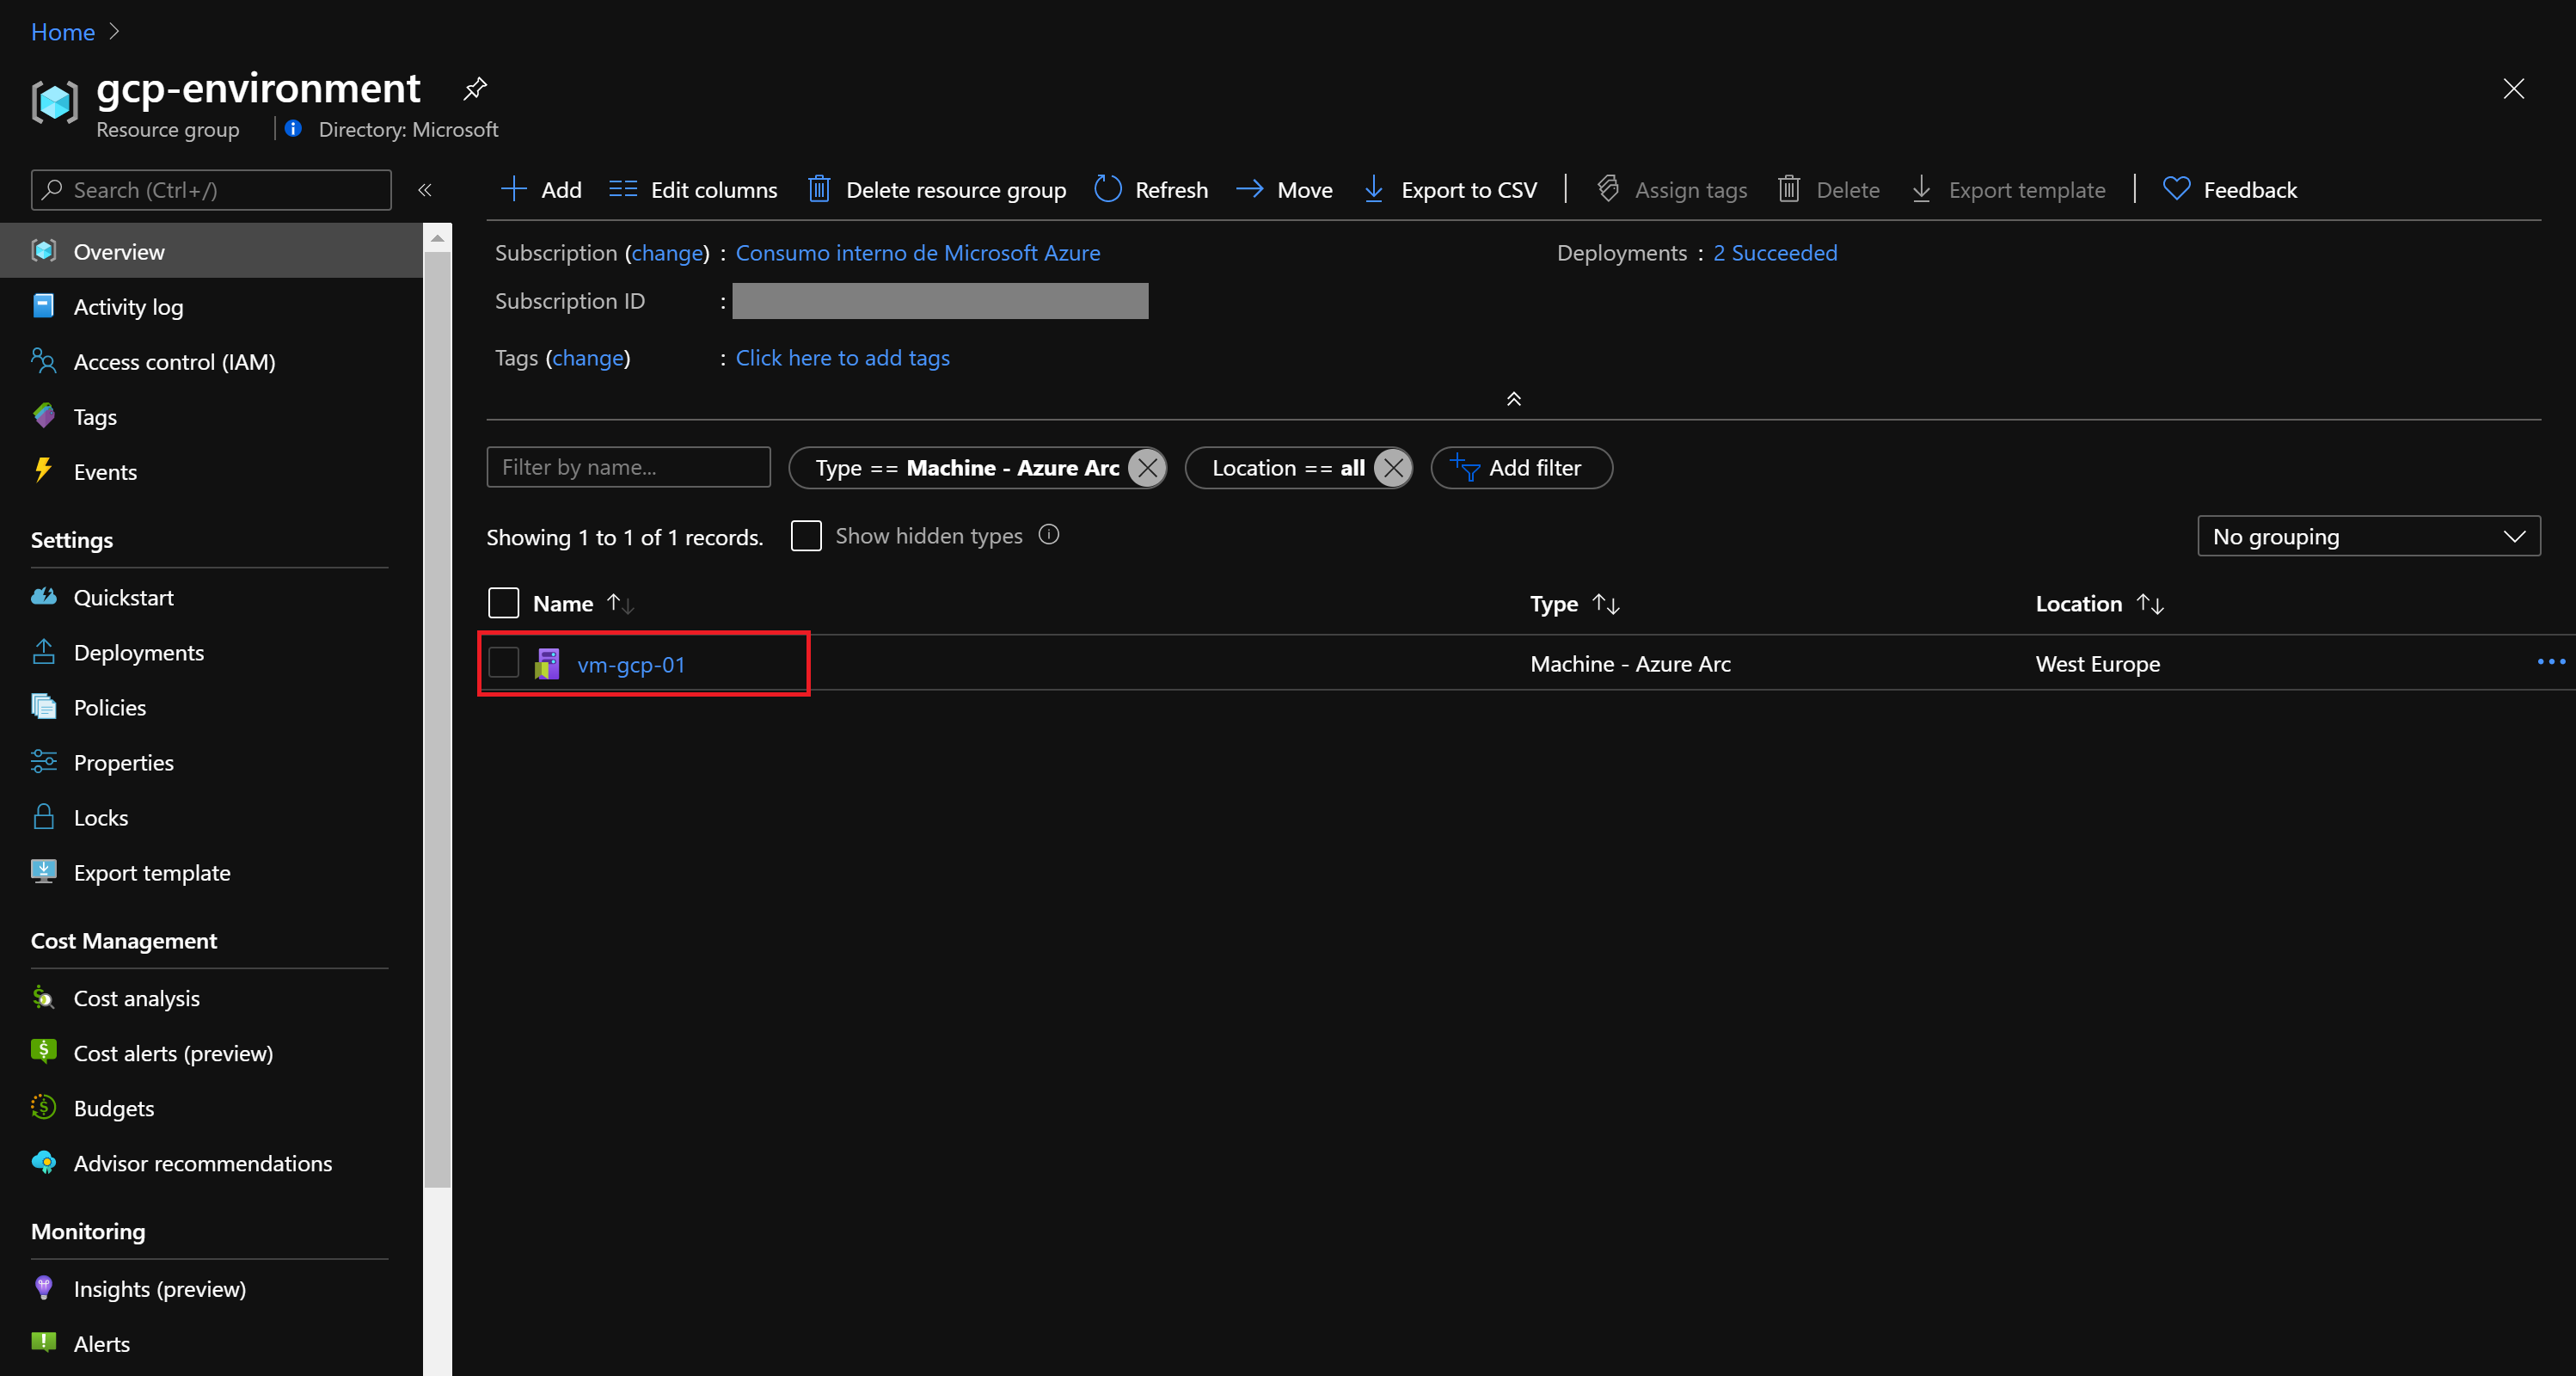 Home
gcp-environment
Resource group
Directory: Microsoft
Search (Ctrl+/)
Overview
Activity log
Access control (IAM)
Tags
Events
Settings
Quickstart
Deployments
Policies
Properties
Locks
Export template
Cost Management
Cost analysis
Cost alerts (preview)
Budgets
Advisor recommendations
Monitoring
Insights (preview)
Alerts
Add Edit columns Delete resource group Refresh Move Export to CSV Assign tags Delete Export template Feedback
Subscription (change) : Consumo interno de Microsoft Azure
Deployments : 2 Succeeded
Subscription ID :
Tags (change) : Click here to add tags
Filter by name... Type == Machine - Azure Arc Location == all Add filter
Showing 1 to 1 of 1 records. Show hidden types No grouping
Name Type Location
vm-gcp-01 Machine - Azure Arc West Europe